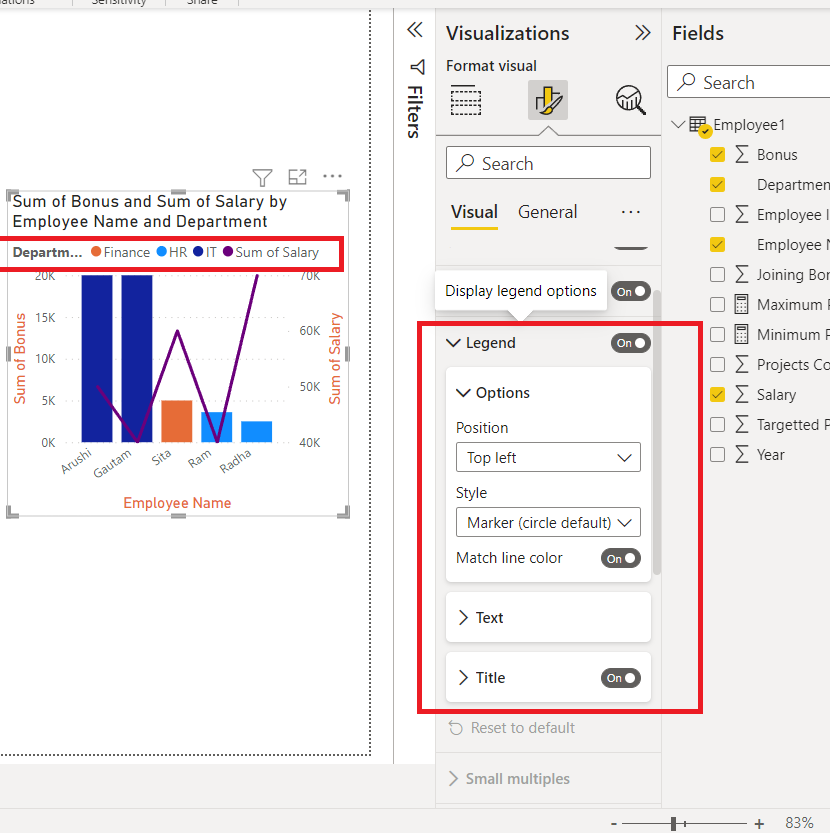 Sensitivity
Share
Visualizations
Format visual
Search
Visual General
Display legend options
On
Legend
On
Options
Position
Top left
Style
Marker (circle default)
Match line color
On
Text
Title
On
Reset to default
Small multiples
Filters
Fields
Search
Employee1
Bonus
Departmen
Employee I
Employee N
Joining Bon
Maximum P
Minimum P
Projects Co
Salary
Targetted P
Year
Sum of Bonus and Sum of Salary by
Employee Name and Department
Departm... Finance HR IT Sum of Salary
20K
15K
10K
5K
0K
Sum of Bonus
70K
60K
50K
40K
Sum of Salary
Arushi
Gautam
Sita
Ram
Radha
Employee Name
- + 83%